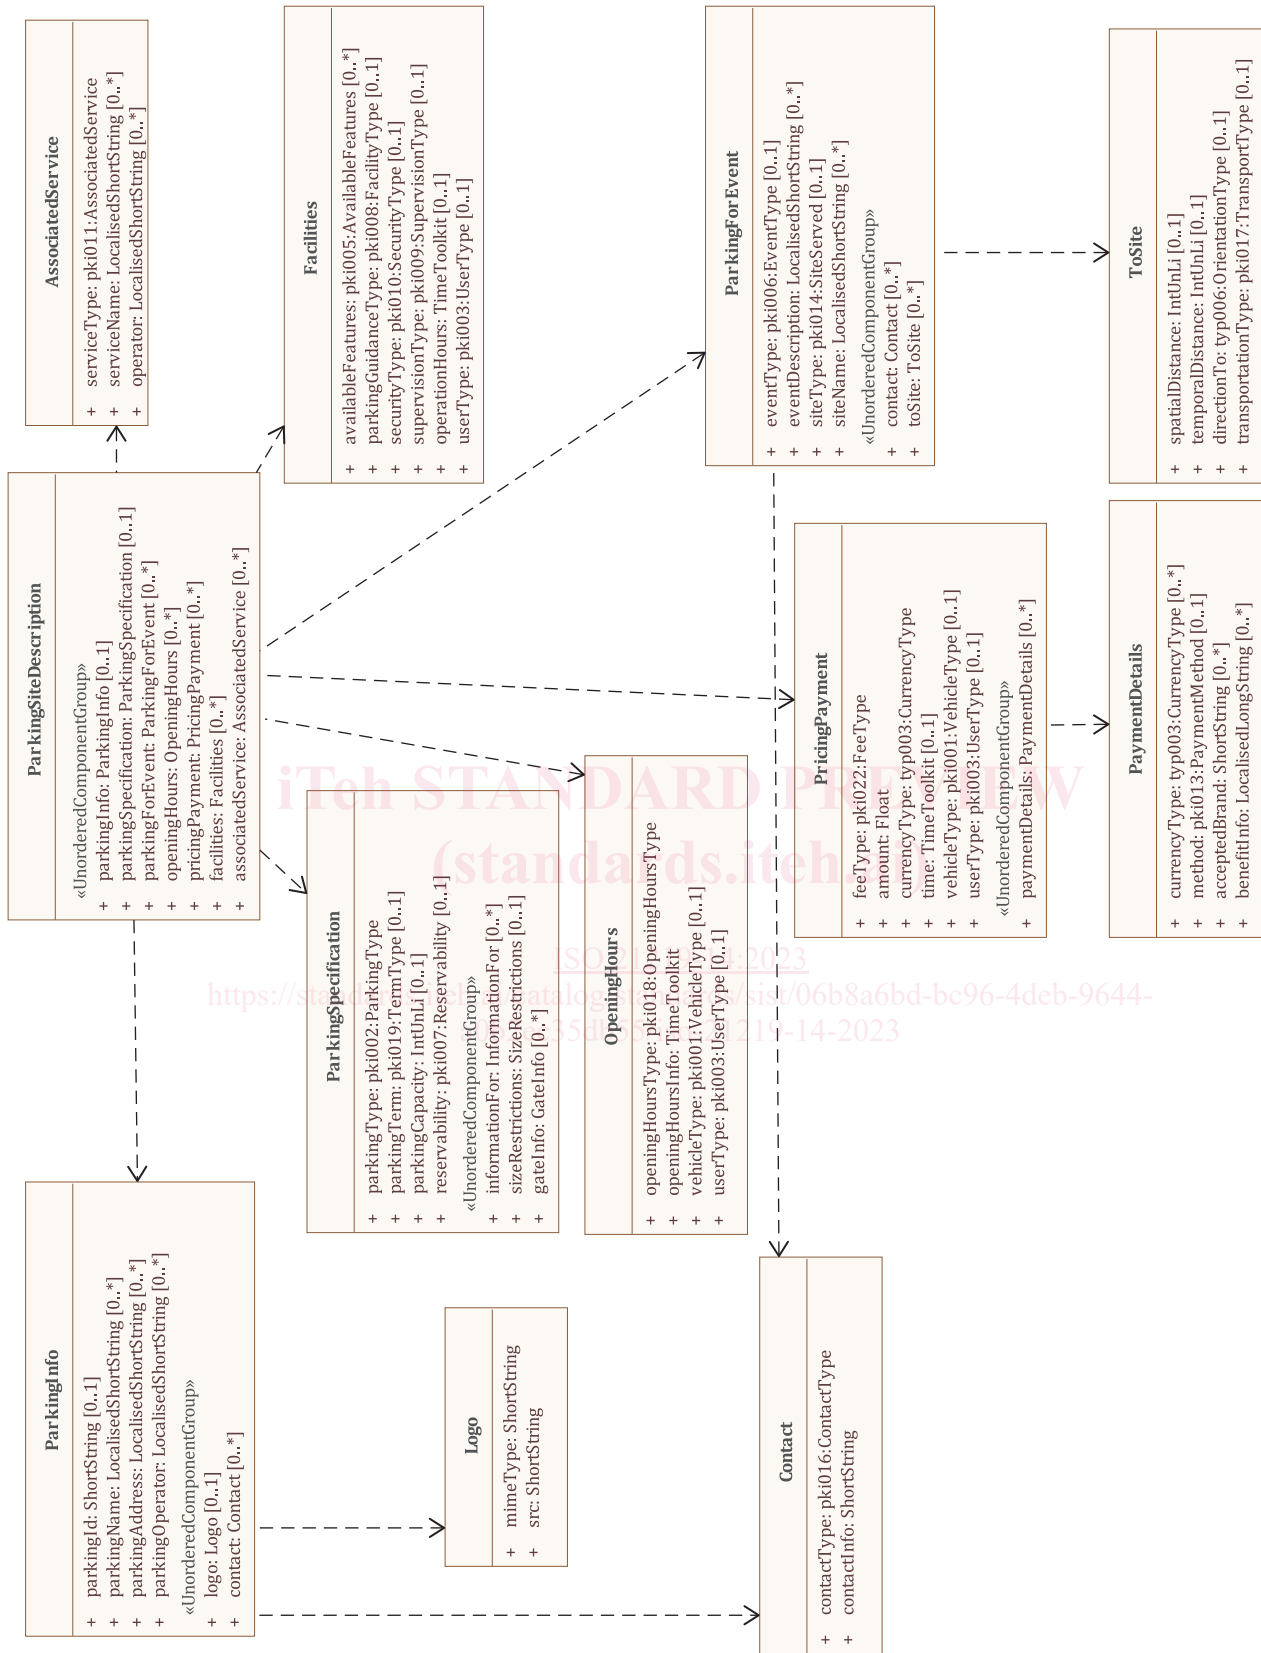 AssociatedService
+ serviceType: pki011:AssociatedService
+ serviceName: LocalisedShortString [0..*]
+ operator: LocalisedShortString [0..*]
Facilities
+ availableFeatures: pki005:AvailableFeatures [0..*]
+ parkingGuidanceType: pki008:FacilityType [0..1]
+ securityType: pki010:SecurityType [0..1]
+ supervisionType: pki009:SupervisionType [0..1]
+ operationHours: TimeToolkit [0..1]
+ userType: pki003:UserType [0..1]
ParkingForEvent
+ eventType: pki006:EventType [0..1]
+ eventDescription: LocalisedShortString [0..*]
+ siteType: pki014:SiteServed [0..1]
+ siteName: LocalisedShortString [0..*]
«UnorderedComponentGroup»
+ contact: Contact [0..*]
+ toSite: ToSite [0..*]
ToSite
+ spatialDistance: IntUnLi [0..1]
+ temporalDistance: IntUnLi [0..1]
+ directionTo: typ006:OrientationType [0..1]
+ transportationType: pki017:TransportType [0..1]
ParkingSiteDescription
«UnorderedComponentGroup»
+ parkingInfo: ParkingInfo [0..1]
+ parkingSpecification: ParkingSpecification [0..1]
+ parkingForEvent: ParkingForEvent [0..*]
+ openingHours: OpeningHours [0..*]
+ pricingPayment: PricingPayment [0..*]
+ facilities: Facilities [0..*]
+ associatedService: AssociatedService [0..*]
PricingPayment
+ feeType: pki022:FeeType
+ amount: Float
+ currencyType: typ003:CurrencyType
+ time: TimeToolkit [0..1]
+ vehicleType: pki001:VehicleType [0..1]
+ userType: pki003:UserType [0..1]
«UnorderedComponentGroup»
+ paymentDetails: PaymentDetails [0..*]
PaymentDetails
+ currencyType: typ003:CurrencyType [0..*]
+ method: pki013:PaymentMethod [0..1]
+ acceptedBrand: ShortString [0..*]
+ benefitInfo: LocalisedLongString [0..*]
ParkingSpecification
+ parkingType: pki002:ParkingType
+ parkingTerm: pki019:TermType [0..1]
+ parkingCapacity: IntUnLi [0..1]
+ reservability: pki007:Reservability [0..1]
«UnorderedComponentGroup»
+ informationFor: InformationFor [0..*]
+ sizeRestrictions: SizeRestrictions [0..1]
+ gateInfo: GateInfo [0..*]
OpeningHours
+ openingHoursType: pki018:OpeningHoursType
+ openingHoursInfo: TimeToolkit
+ vehicleType: pki001:VehicleType [0..1]
+ userType: pki003:UserType [0..1]
ParkingInfo
+ parkingId: ShortString [0..1]
+ parkingName: LocalisedShortString [0..*]
+ parkingAddress: LocalisedShortString [0..*]
+ parkingOperator: LocalisedShortString [0..*]
«UnorderedComponentGroup»
+ logo: Logo [0..1]
+ contact: Contact [0..*]
Logo
+ mimeType: ShortString
+ src: ShortString
Contact
+ contactType: pki016:ContactType
+ contactInfo: ShortString
iTeh STANDARD PREVIEW
(standards.iteh.ai)